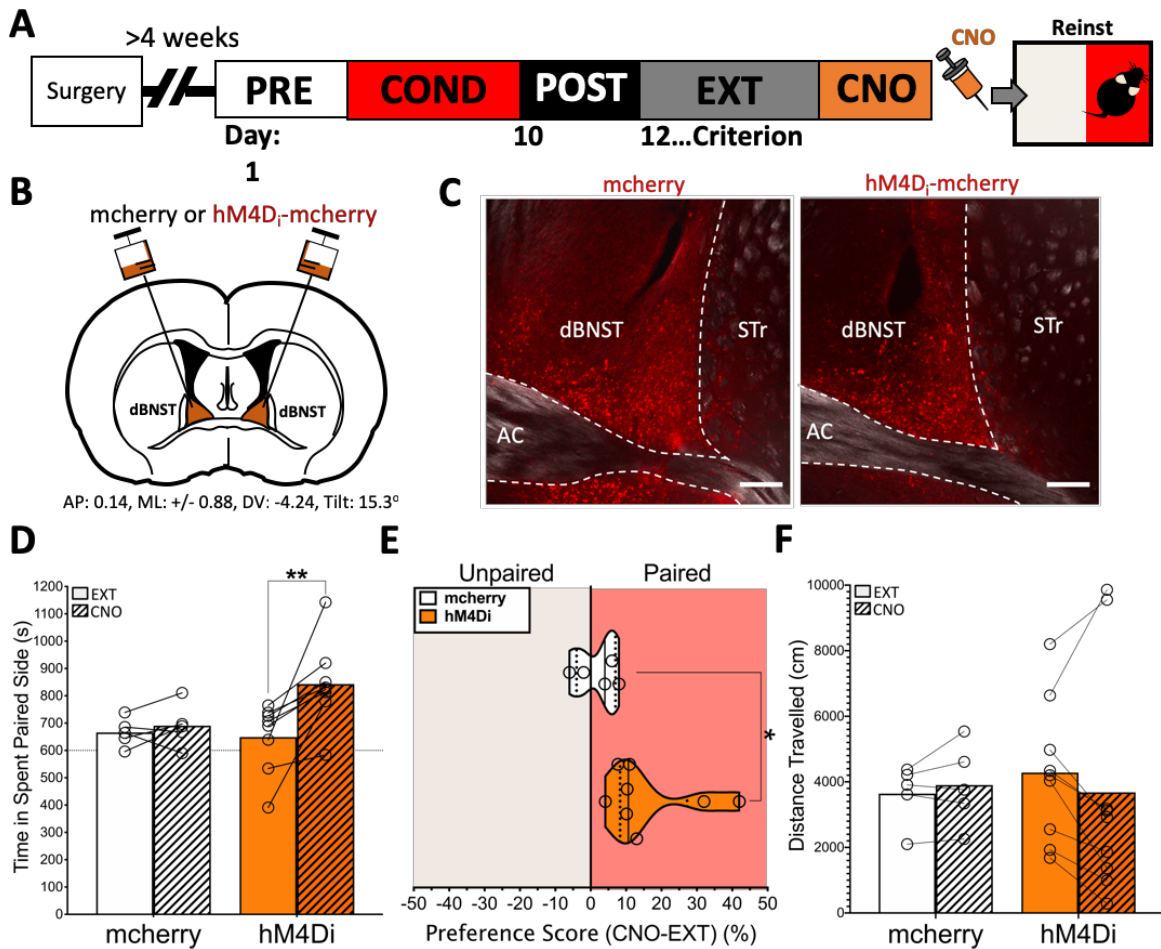 A
>4 weeks
Surgery
PRE
COND
POST
EXT
CNO
CNO
Reinst
Day:
1
10
12...Criterion
B
mcherry or hM4Di-mcherry
dBNST
dBNST
AP: 0.14, ML: +/- 0.88, DV: -4.24, Tilt: 15.3o
C
mcherry
hM4Di-mcherry
dBNST
STr
AC
dBNST
STr
AC
D
Time in Spent Paired Side (s)
1200
1100
1000
900
800
700
600
500
400
300
200
100
0
EXT
CNO
**
mcherry
hM4Di
E
Unpaired
Paired
mcherry
hM4Di
*
-50 -40 -30 -20 -10 0 10 20 30 40 50
Preference Score (CNO-EXT) (%)
F
Distance Travelled (cm)
10000
8000
6000
4000
2000
0
EXT
CNO
mcherry
hM4Di